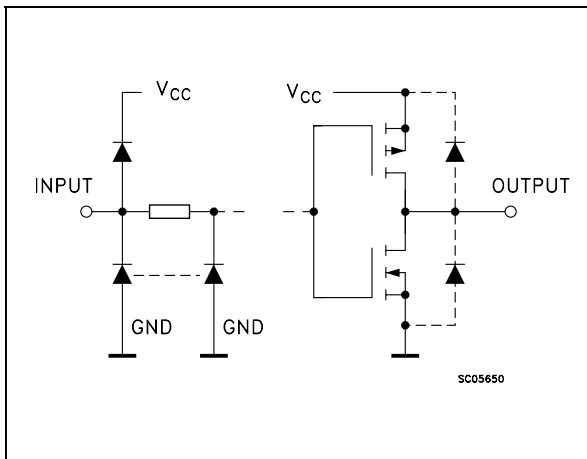 VCC
VCC
INPUT
OUTPUT
GND
GND
SC05650